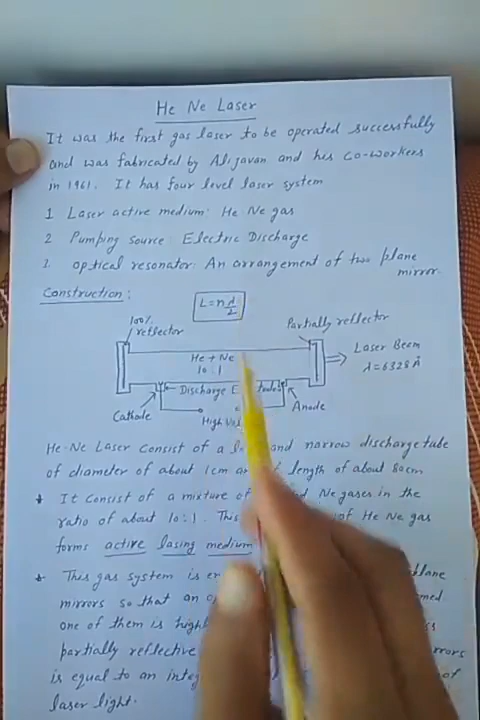 He Ne Laser
It was the first gas laser to be operated successfully
and was fabricated by Ali Javan and his co-workers
in 1961. It has four level laser system
1 Laser active medium: He-Ne gas
2 Pumping Source: Electric Discharge
2. optical resonator: An arrangement of two plane
mirror.
Construction:
L=nλ/2
100%
reflector
Partially reflector
He + Ne
10:1
Laser Beam
λ=6328Å
Discharge
Cathode
Anode
High
He-Ne Laser consist of a and narrow discharge tube
of diameter of about 1cm of length of about 80cm
* It consist of a mixture of Ne gases in the
ratio of about 10:1. of He Ne gas
forms active lasing medium
* This gas system is plane
mirrors so that an
one of them is
partially reflective
is equal to an of
laser light.